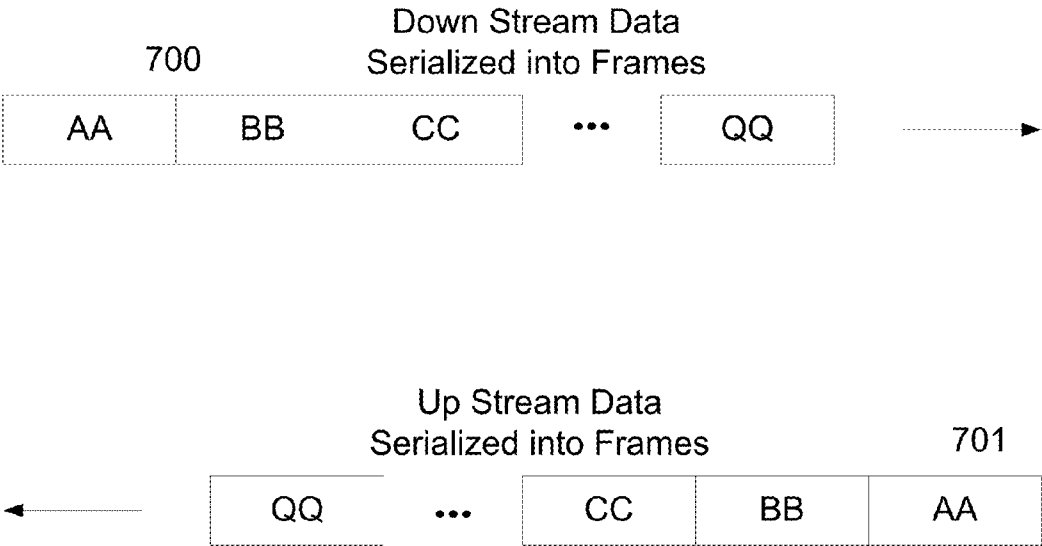 Down Stream Data
700
Serialized into Frames
AA BB CC ... QQ
Up Stream Data
Serialized into Frames
701
QQ ... CC BB AA